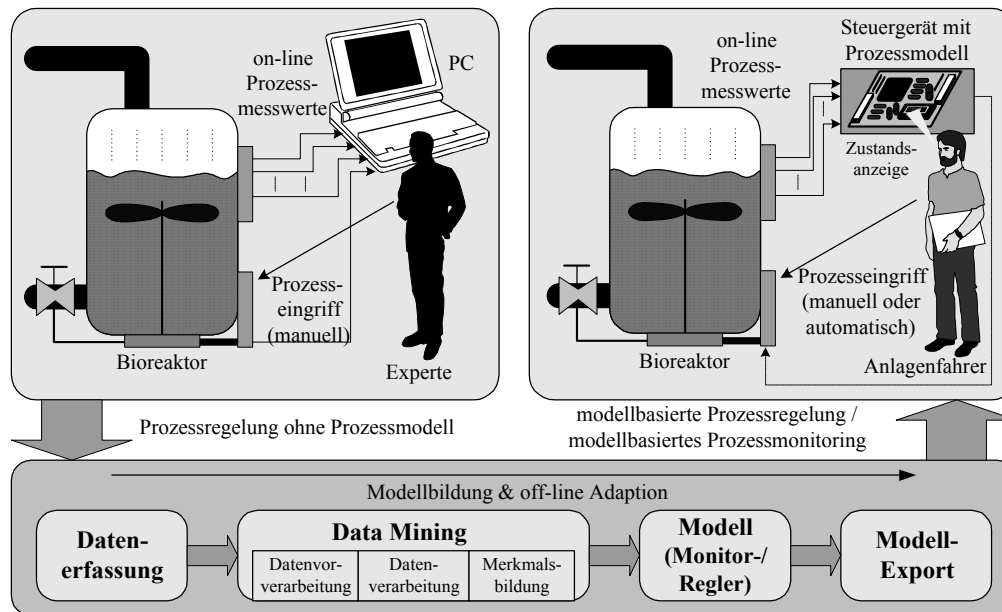 on-line
Prozess-
messwerte
PC
Prozess-
eingriff
(manuell)
Bioreaktor
Experte
Steuergerät mit
Prozessmodell
on-line
Prozess-
messwerte
Zustands-
anzeige
Prozesseingriff
(manuell oder
automatisch)
Bioreaktor
Anlagenfahrer
Prozessregelung ohne Prozessmodell
modellbasierte Prozessregelung /
modellbasiertes Prozessmonitoring
Modellbildung & off-line Adaption
Daten-
erfassung
Data Mining
Datenvor-
verarbeitung
Daten-
verarbeitung
Merkmals-
bildung
Modell
(Monitor-/
Regler)
Modell-
Export